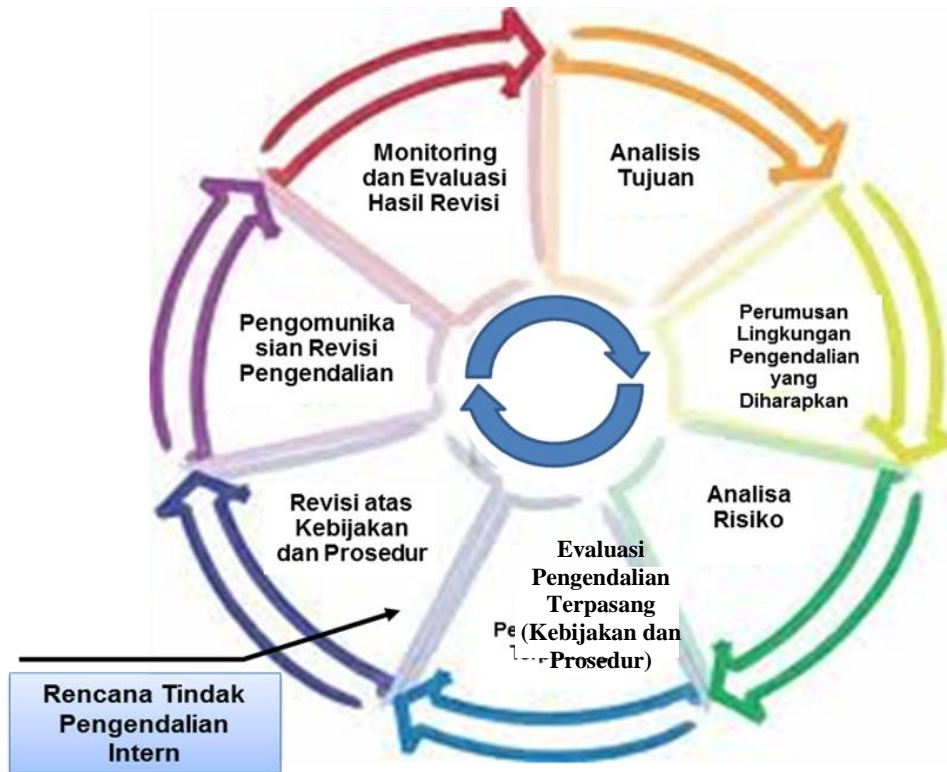 Monitoring
dan Evaluasi
Hasil Revisi
Analisis
Tujuan
Perumusan
Lingkungan
Pengendalian
yang
Diharapkan
Pengomunika
sian Revisi
Pengendalian
Analisa
Risiko
Revisi atas
Kebijakan
dan Prosedur
Evaluasi
Pengendalian
Terpasang
(Kebijakan dan
Prosedur)
Rencana Tindak
Pengendalian
Intern